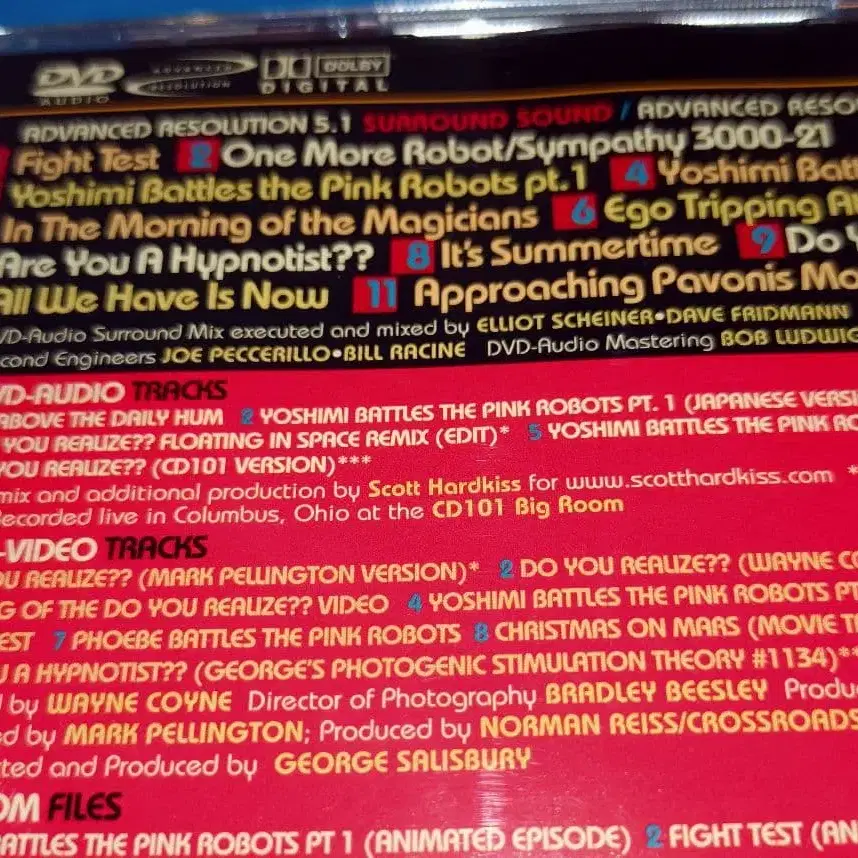 DVD AUDIO ADVANCED RESOLUTION DOLBY DIGITAL
ADVANCED RESOLUTION 5.1 SURROUND SOUND / ADVANCED RESO
Fight Test 2 One More Robot/Sympathy 3000-21
Yoshimi Battles the Pink Robots pt.1 4 Yoshimi Batt
In The Morning of the Magicians 6 Ego Tripping A
Are You A Hypnotist?? 8 It's Summertime 9 Do Y
All We Have Is Now 11 Approaching Pavonis Mo
VD-Audio Surround Mix executed and mixed by ELLIOT SCHEINER•DAVE FRIDMANN
cond Engineers JOE PECCERILLO•BILL RACINE DVD-Audio Mastering BOB LUDWIG
VD-AUDIO TRACKS
ABOVE THE DAILY HUM 2 YOSHIMI BATTLES THE PINK ROBOTS PT. 1 (JAPANESE VERSI
YOU REALIZE?? FLOATING IN SPACE REMIX (EDIT)* 5 YOSHIMI BATTLES THE PINK RO
YOU REALIZE?? (CD101 VERSION)***
mix and additional production by Scott Hardkiss for www.scotthardkiss.com *
Recorded live in Columbus, Ohio at the CD101 Big Room
-VIDEO TRACKS
OU REALIZE?? (MARK PELLINGTON VERSION)* 2 DO YOU REALIZE?? (WAYNE CO
G OF THE DO YOU REALIZE?? VIDEO 4 YOSHIMI BATTLES THE PINK ROBOTS PT
EST 7 PHOEBE BATTLES THE PINK ROBOTS 8 CHRISTMAS ON MARS (MOVIE T
U A HYPNOTIST?? (GEORGE'S PHOTOGENIC STIMULATION THEORY #1134)**
d by WAYNE COYNE Director of Photography BRADLEY BEESLEY Produ
ed by MARK PELLINGTON; Produced by NORMAN REISS/CROSSROADS
ted and Produced by GEORGE SALISBURY
OM FILES
BATTLES THE PINK ROBOTS PT 1 (ANIMATED EPISODE) 2 FIGHT TEST (AN